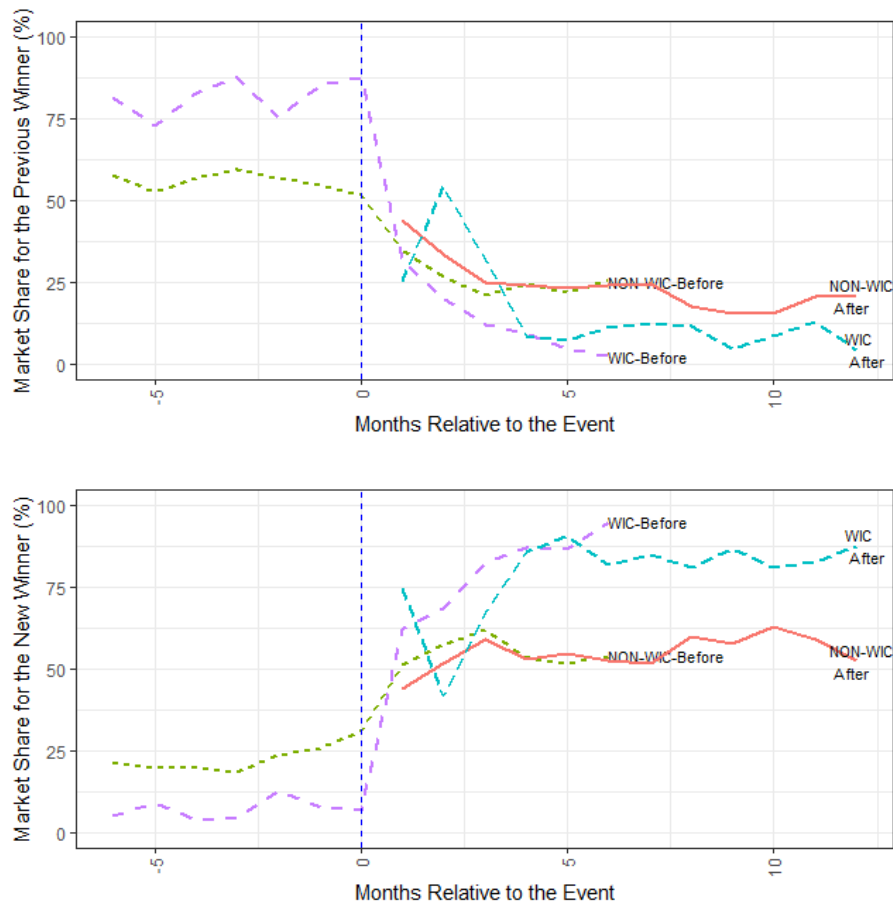 Market Share for the Previous Winner (%)
100
75
50
25
0
NON-WIC-Before
NON-WIC
After
WIC
After
WIC-Before
-5
0
5
10
Months Relative to the Event
Market Share for the New Winner (%)
100
75
50
25
0
WIC-Before
WIC
After
NON-WIC-Before
NON-WIC
After
-5
0
5
10
Months Relative to the Event